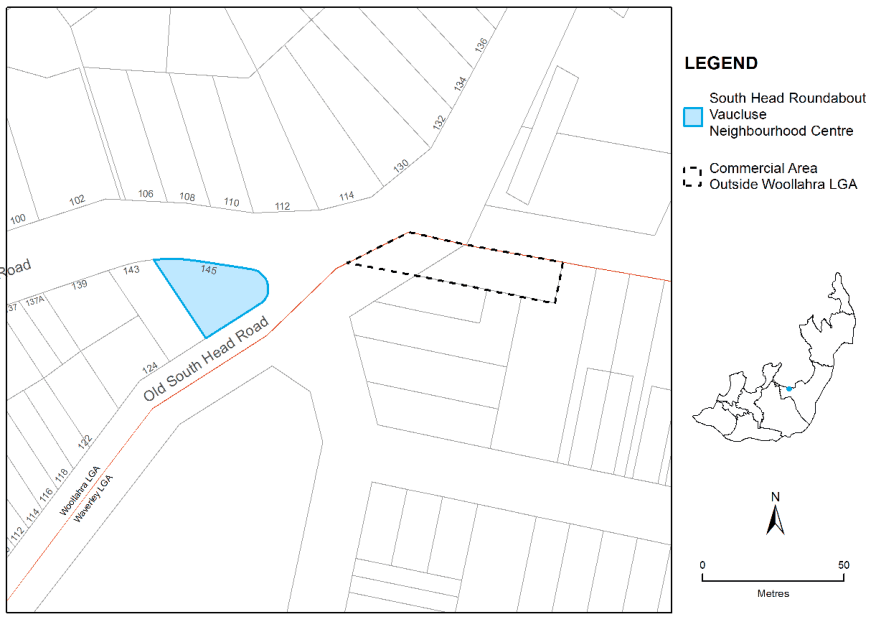 136
134
132
130
114
112
110
108
106
102
100
Road
145
143
139
137A
37
124
Old South Head Road
122
118
116
114
112
Woollahra LGA
Waverley LGA
LEGEND
South Head Roundabout
Vaucluse
Neighbourhood Centre
Commercial Area
Outside Woollahra LGA
N
0 50
Metres